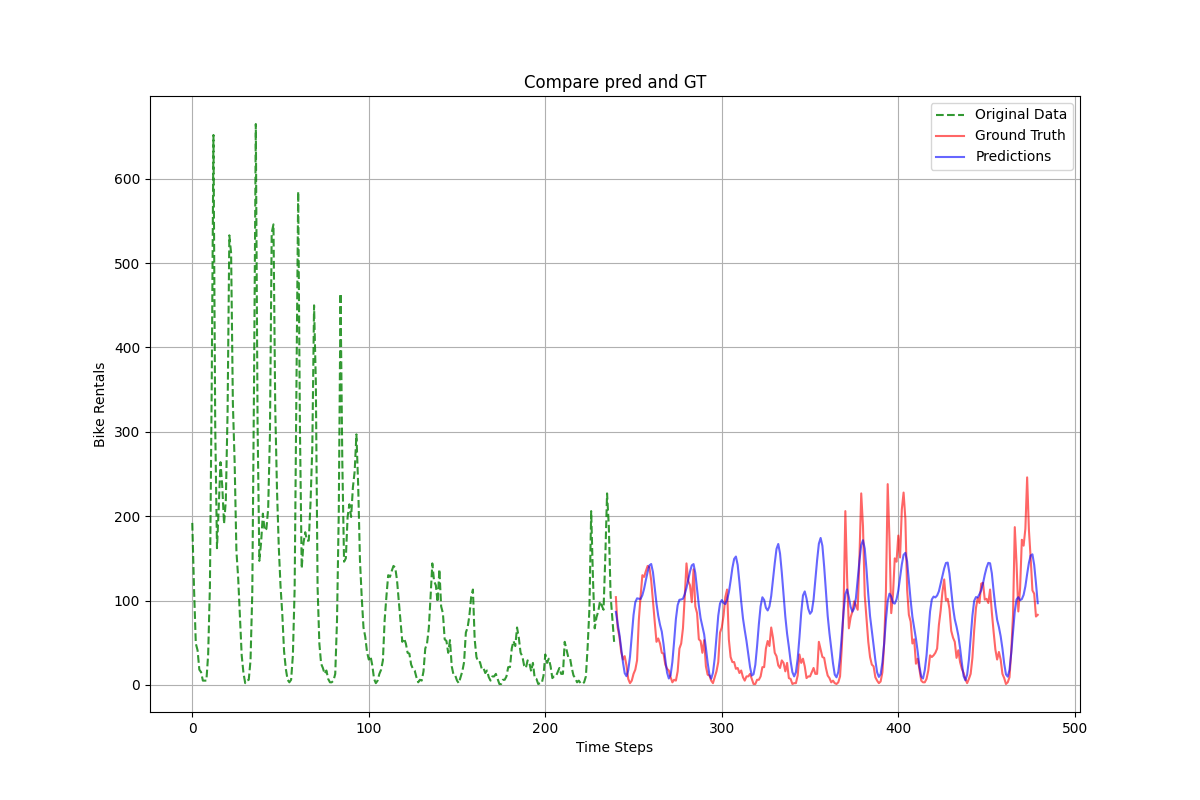 Compare pred and GT
Original Data
Ground Truth
Predictions
Bike Rentals
600
500
400
300
200
100
0
0 100 200 300 400 500
Time Steps